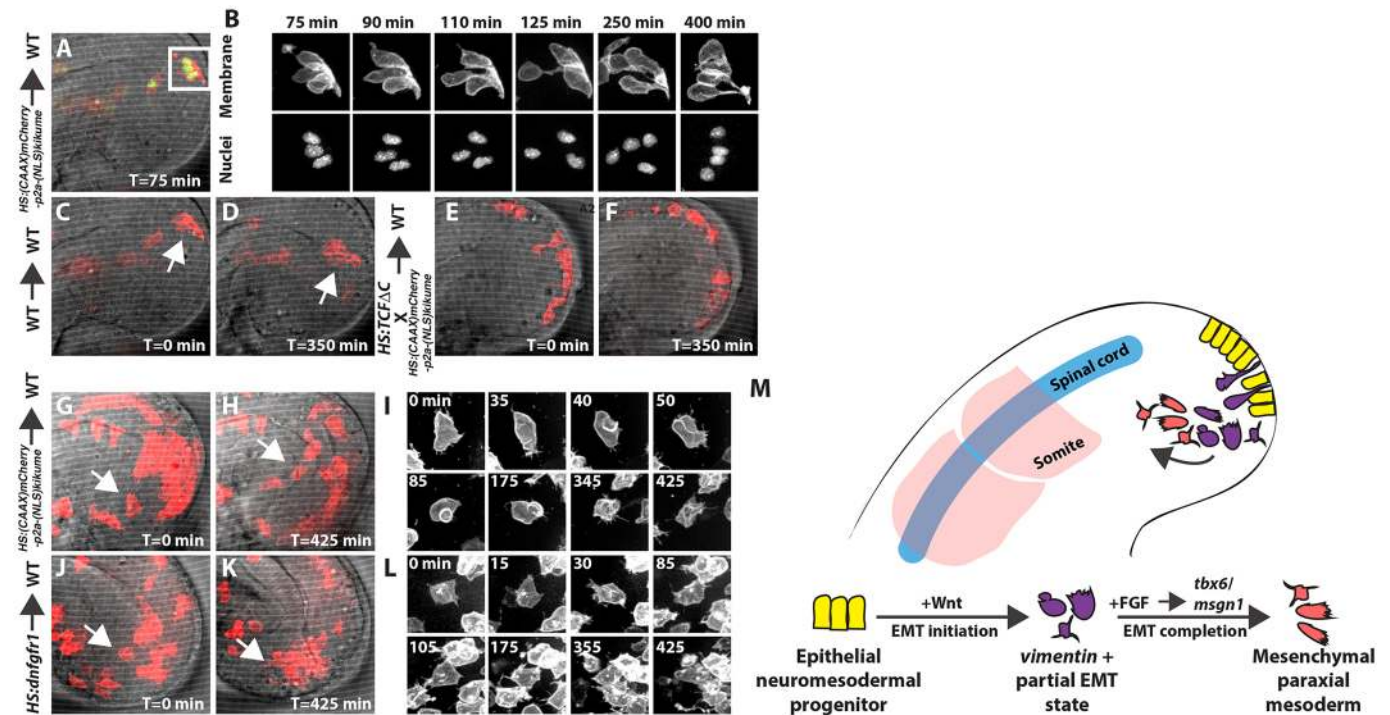 A
WT
HS:(CAAX)mCherry
-p2a-(NLS)kikume
T=75 min
B
75 min
90 min
110 min
125 min
250 min
400 min
Membrane
Nuclei
WT
WT
C
T=0 min
D
T=350 min
WT
HS:TCFΔC
X
HS:(CAAX)mCherry
-p2a-(NLS)kikume
E
T=0 min
A2
F
T=350 min
WT
HS:(CAAX)mCherry
-p2a-(NLS)kikume
G
T=0 min
H
T=425 min
I
0 min
35
40
50
85
175
345
425
WT
HS:dnfgfr1
J
T=0 min
K
T=425 min
L
0 min
15
30
85
105
175
355
425
M
Spinal cord
Somite
+Wnt
EMT initiation
+FGF
tbx6/
msgn1
EMT completion
Epithelial
neuromesodermal
progenitor
vimentin +
partial EMT
state
Mesenchymal
paraxial
mesoderm